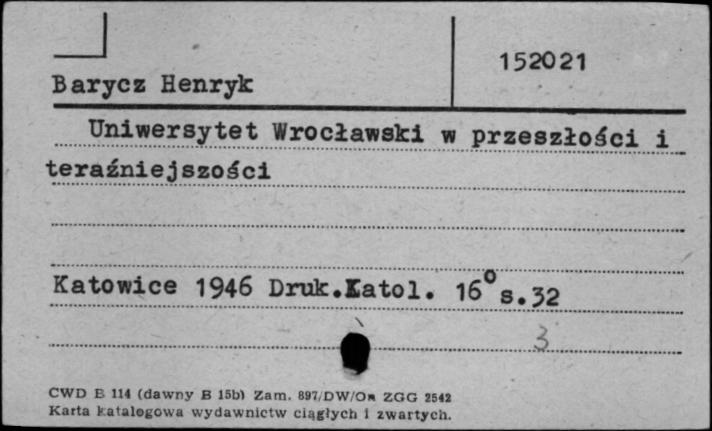 152021
Barycz Henryk
Uniwersytet Wrocławski w przeszłości i
teraźniejszości
Katowice 1946 Druk.Katol. 16° s.32
3
CWD B 114 (dawny B 15b) Zam. 897/DW/Om ZGG 2542
Karta katalogowa wydawnictw ciągłych i zwartych.